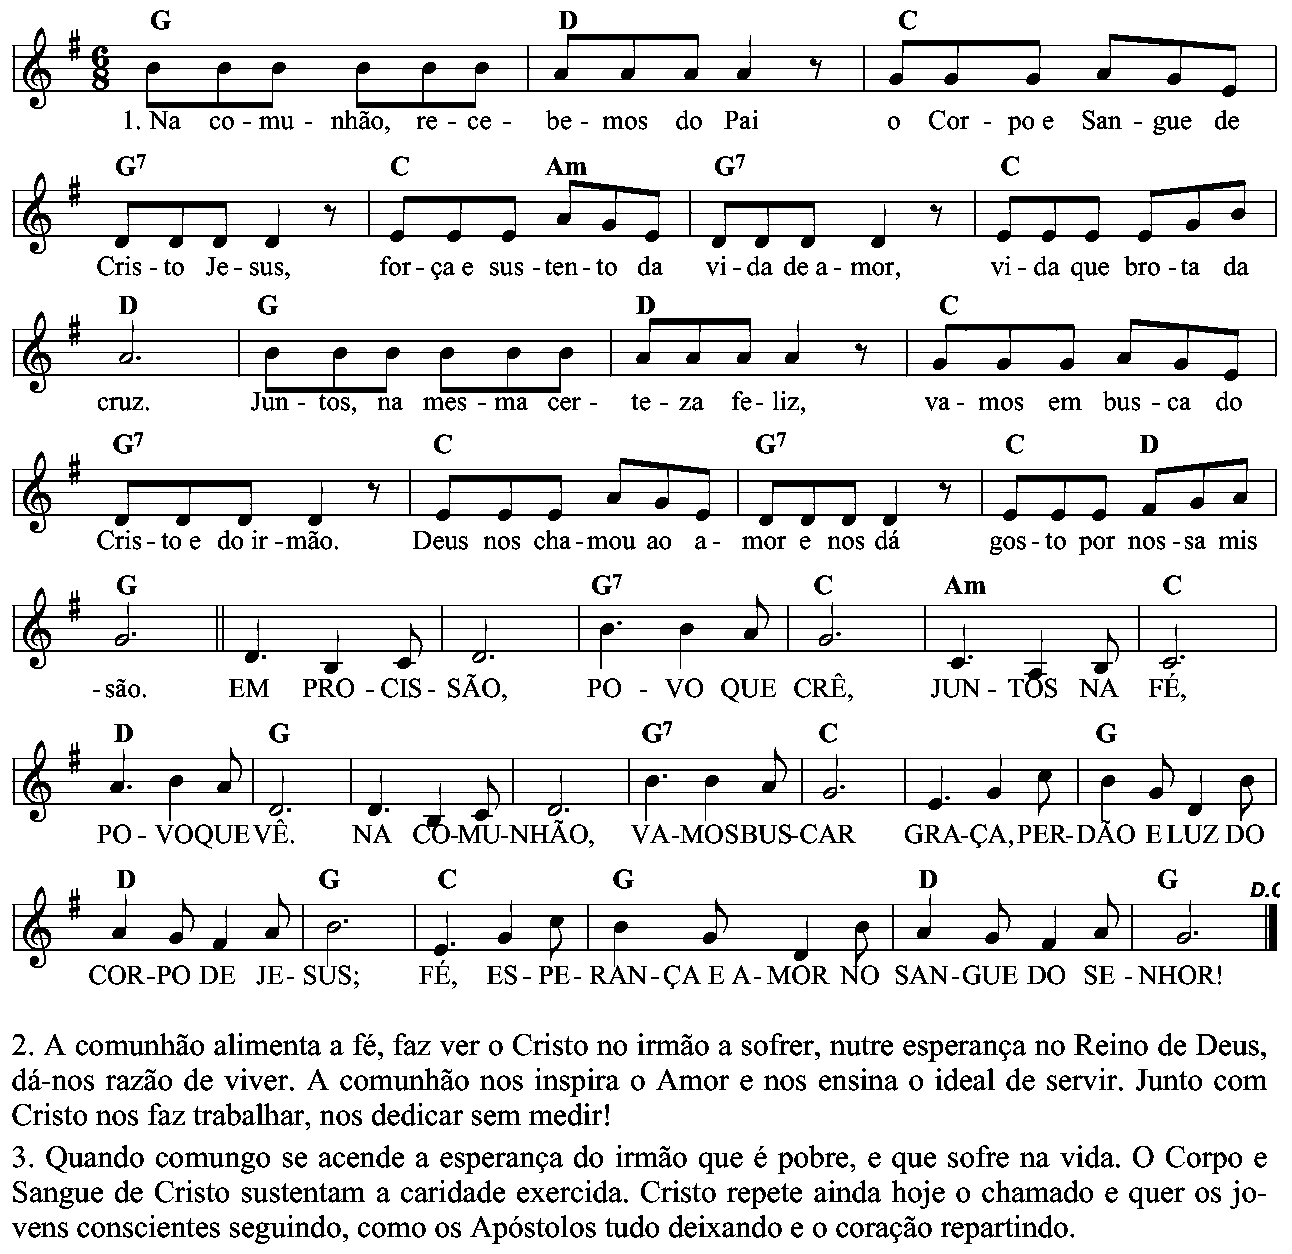 G D C
1. Na co - mu - nhão, re - ce - be - mos do Pai o Cor - po e San - gue de
G7 C Am G7 C
Cris - to Je - sus, for - ça e sus - ten - to da vi - da de a - mor, vi - da que bro - ta da
D G D C
cruz. Jun - tos, na mes - ma cer - te - za fe - liz, va - mos em bus - ca do
G7 C G7 C D
Cris - to e do ir - mão. Deus nos cha - mou ao a - mor e nos dá gos - to por nos - sa mis
G G7 C Am C
- são. EM PRO - CIS - SÃO, PO - VO QUE CRÊ, JUN - TOS NA FÉ,
D G G7 C G
PO - VO QUE VÊ. NA CO - MU - NHÃO, VA - MOS BUS - CAR GRA - ÇA, PER - DÃO E LUZ DO
D G C G D G D.C
COR - PO DE JE - SUS; FÉ, ES - PE - RAN - ÇA E A - MOR NO SAN - GUE DO SE - NHOR!
2. A comunhão alimenta a fé, faz ver o Cristo no irmão a sofrer, nutre esperança no Reino de Deus,
dá-nos razão de viver. A comunhão nos inspira o Amor e nos ensina o ideal de servir. Junto com
Cristo nos faz trabalhar, nos dedicar sem medir!
3. Quando comungo se acende a esperança do irmão que é pobre, e que sofre na vida. O Corpo e
Sangue de Cristo sustentam a caridade exercida. Cristo repete ainda hoje o chamado e quer os jo-
vens conscientes seguindo, como os Apóstolos tudo deixando e o coração repartindo.